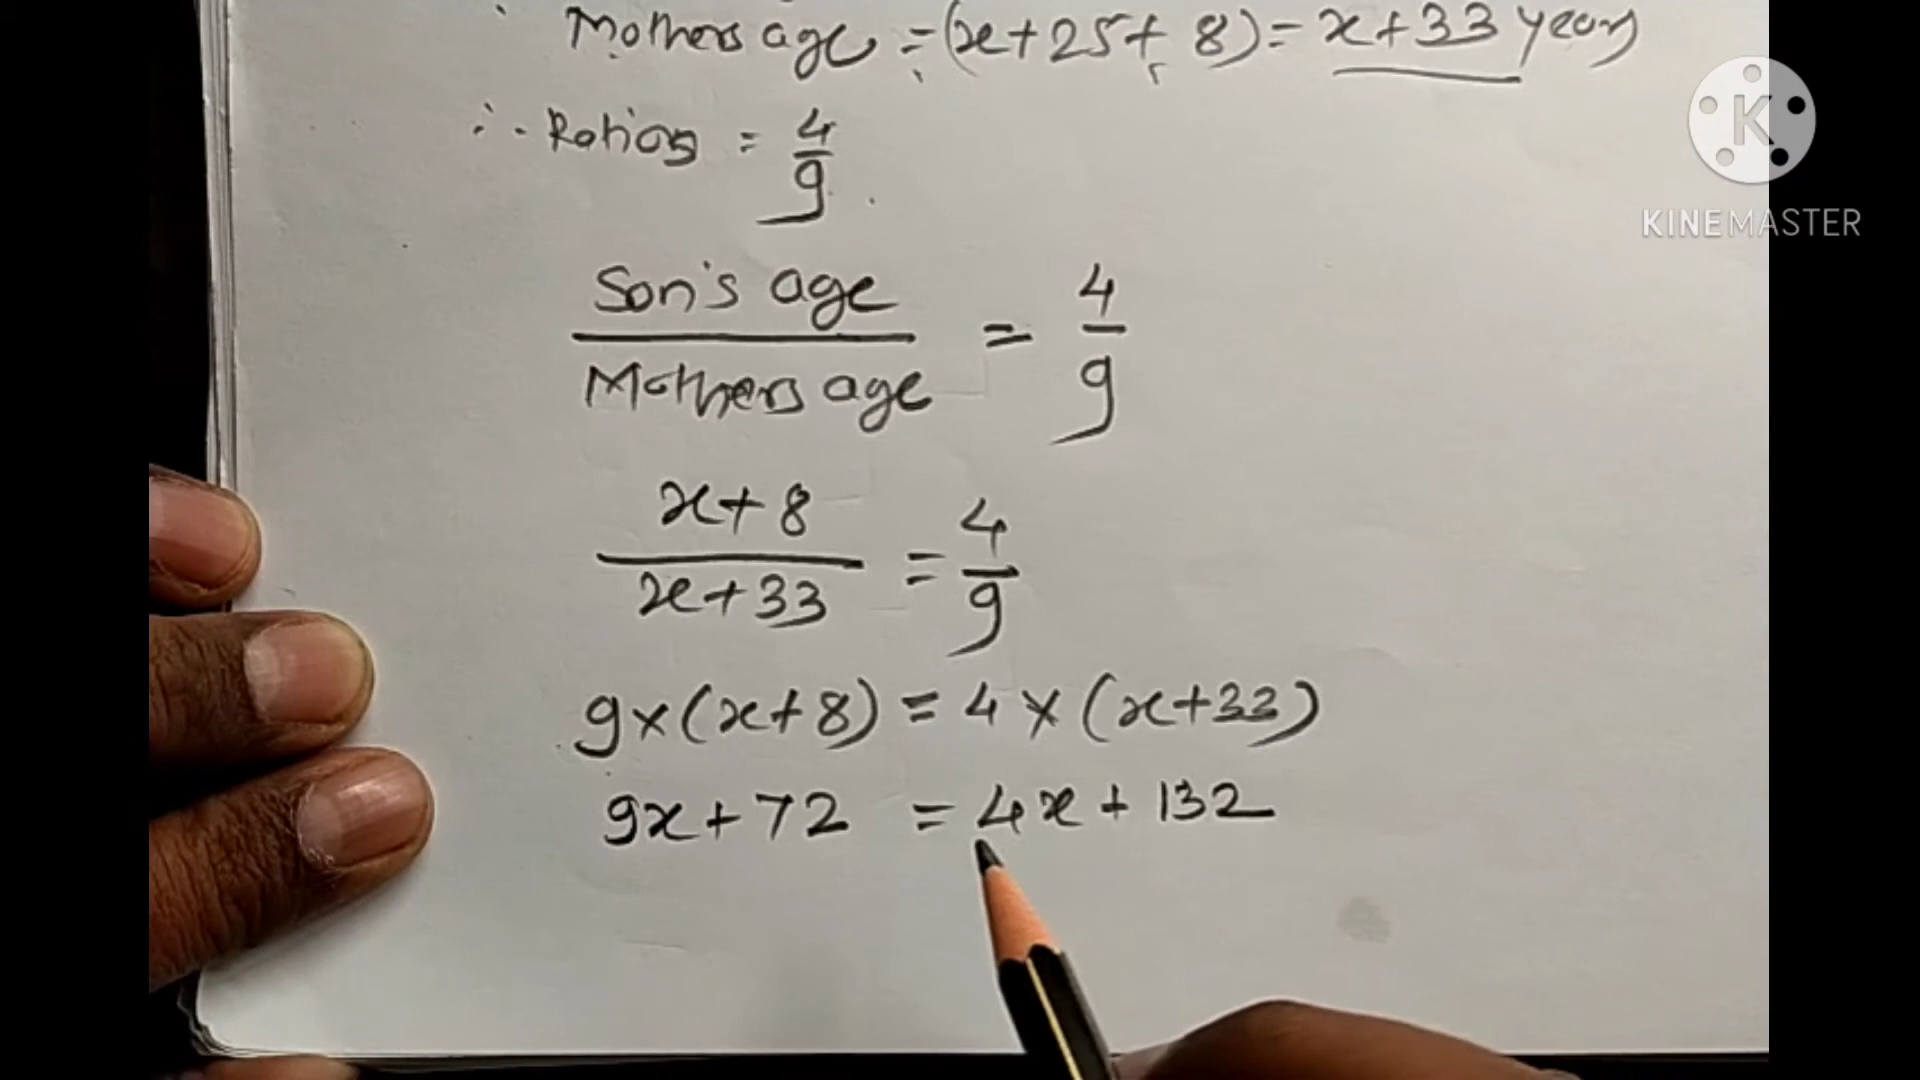 Mothers age = (x+25+8) = x+33 years
∴ Ratios = 4/9
Son's age / Mothers age = 4/9
x+8 / x+33 = 4/9
9×(x+8) = 4×(x+33)
9x+72 = 4x+132
K
KINEMASTER